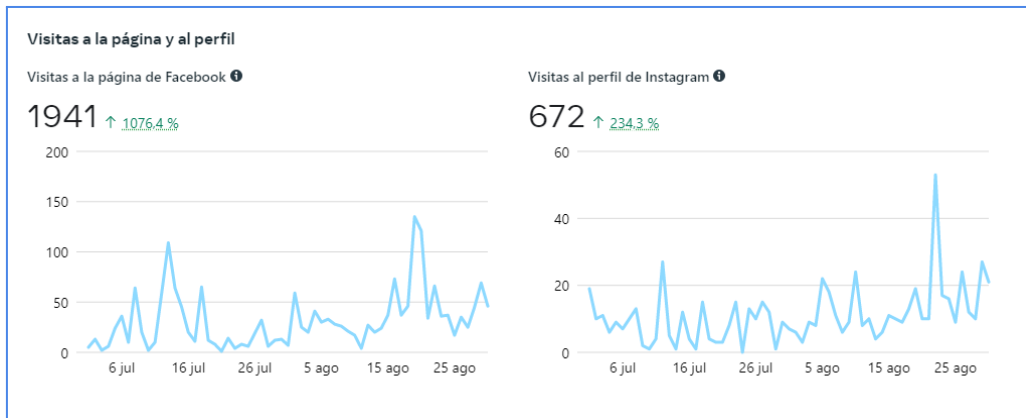 Visitas a la página y al perfil
Visitas a la página de Facebook
1941 ↑ 1076,4 %
200
150
100
50
0
6 jul 16 jul 26 jul 5 ago 15 ago 25 ago
Visitas al perfil de Instagram
672 ↑ 234,3 %
60
40
20
0
6 jul 16 jul 26 jul 5 ago 15 ago 25 ago